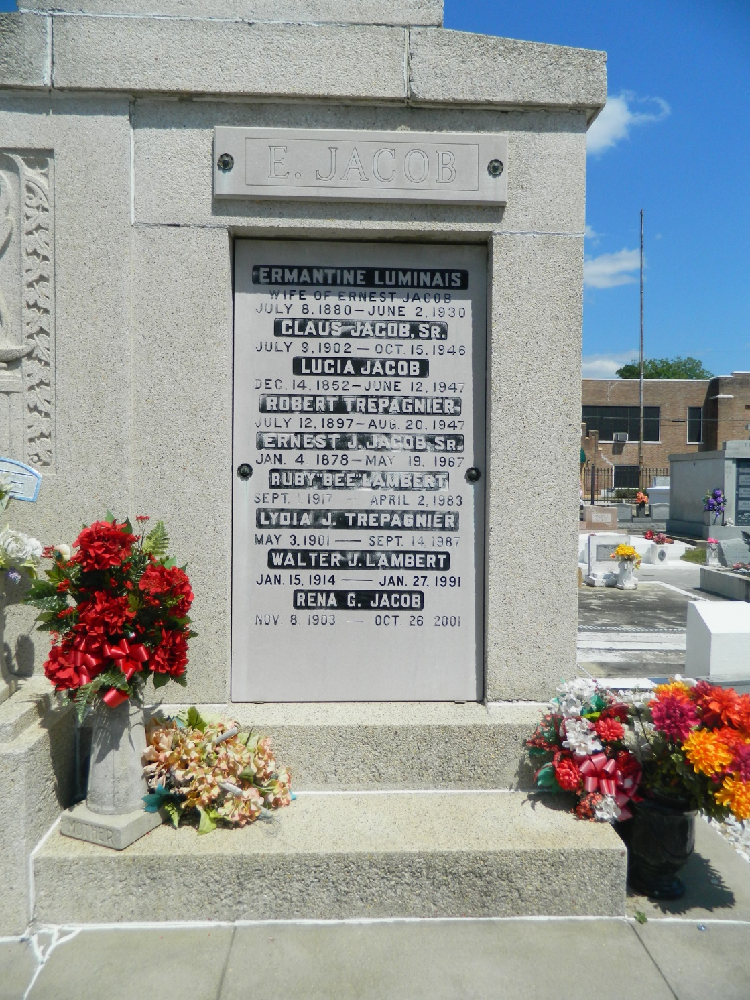 E. JACOB
ERMANTINE LUMINAIS
WIFE OF ERNEST JACOB
JULY 8, 1880 — JUNE 2, 1930
CLAUS JACOB, SR.
JULY 9, 1902 — OCT. 15, 1946
LUCIA JACOB
DEC. 14, 1852 — JUNE 12, 1947
ROBERT TREPAGNIER
JULY 12, 1897 — AUG. 20, 1947
ERNEST J. JACOB, SR.
JAN. 4 1878 — MAY 19, 1967
RUBY "BEE" LAMBERT
SEPT. 1917 — APRIL 2, 1983
LYDIA J. TREPAGNIER
MAY 3, 1901 — SEPT. 14, 1987
WALTER J. LAMBERT
JAN. 15, 1914 — JAN. 27, 1991
RENA G. JACOB
NOV 8 1903 — OCT 26 2001
MOTHER